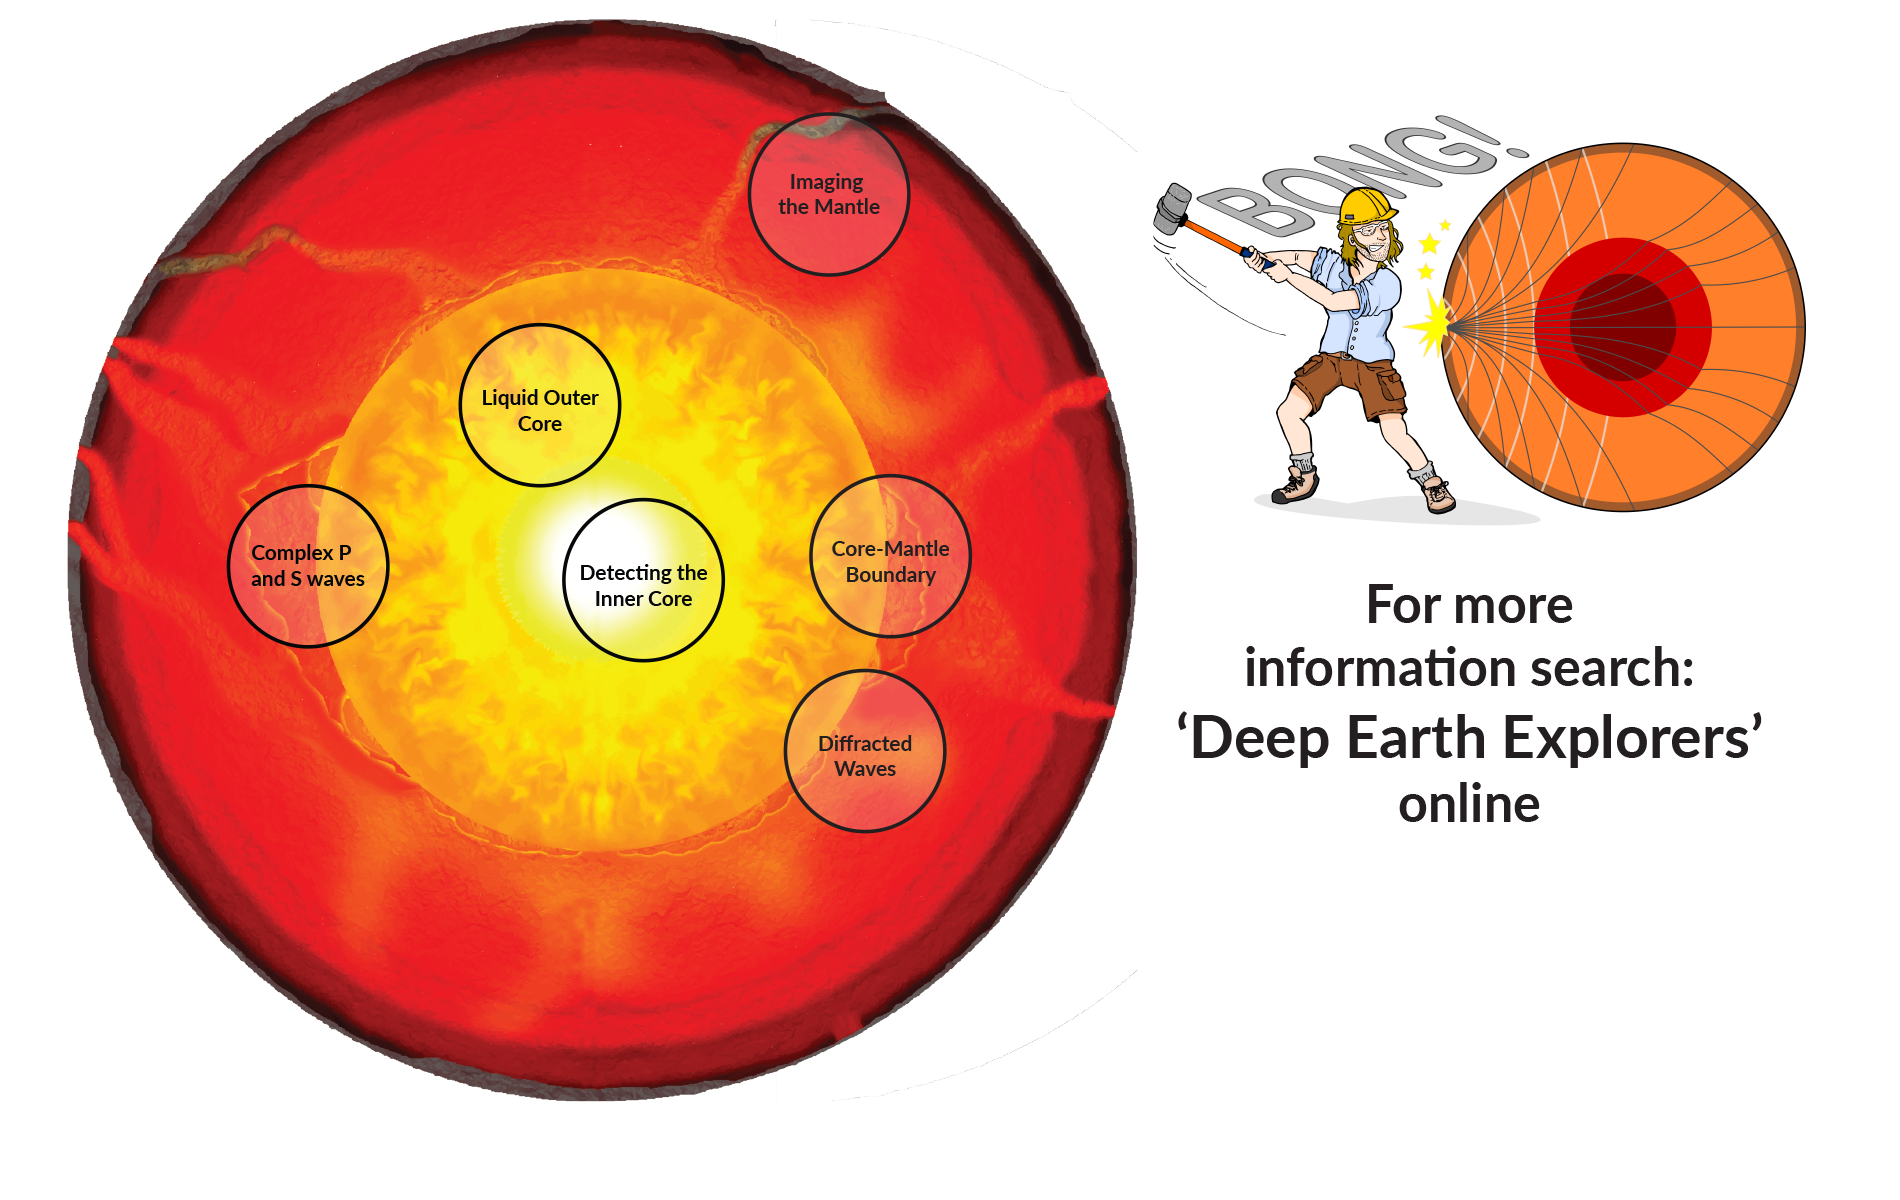 Imaging
the Mantle
Liquid Outer
Core
Complex P
and S waves
Detecting the
Inner Core
Core-Mantle
Boundary
Diffracted
Waves
BONG!
For more
information search:
‘Deep Earth Explorers’
online